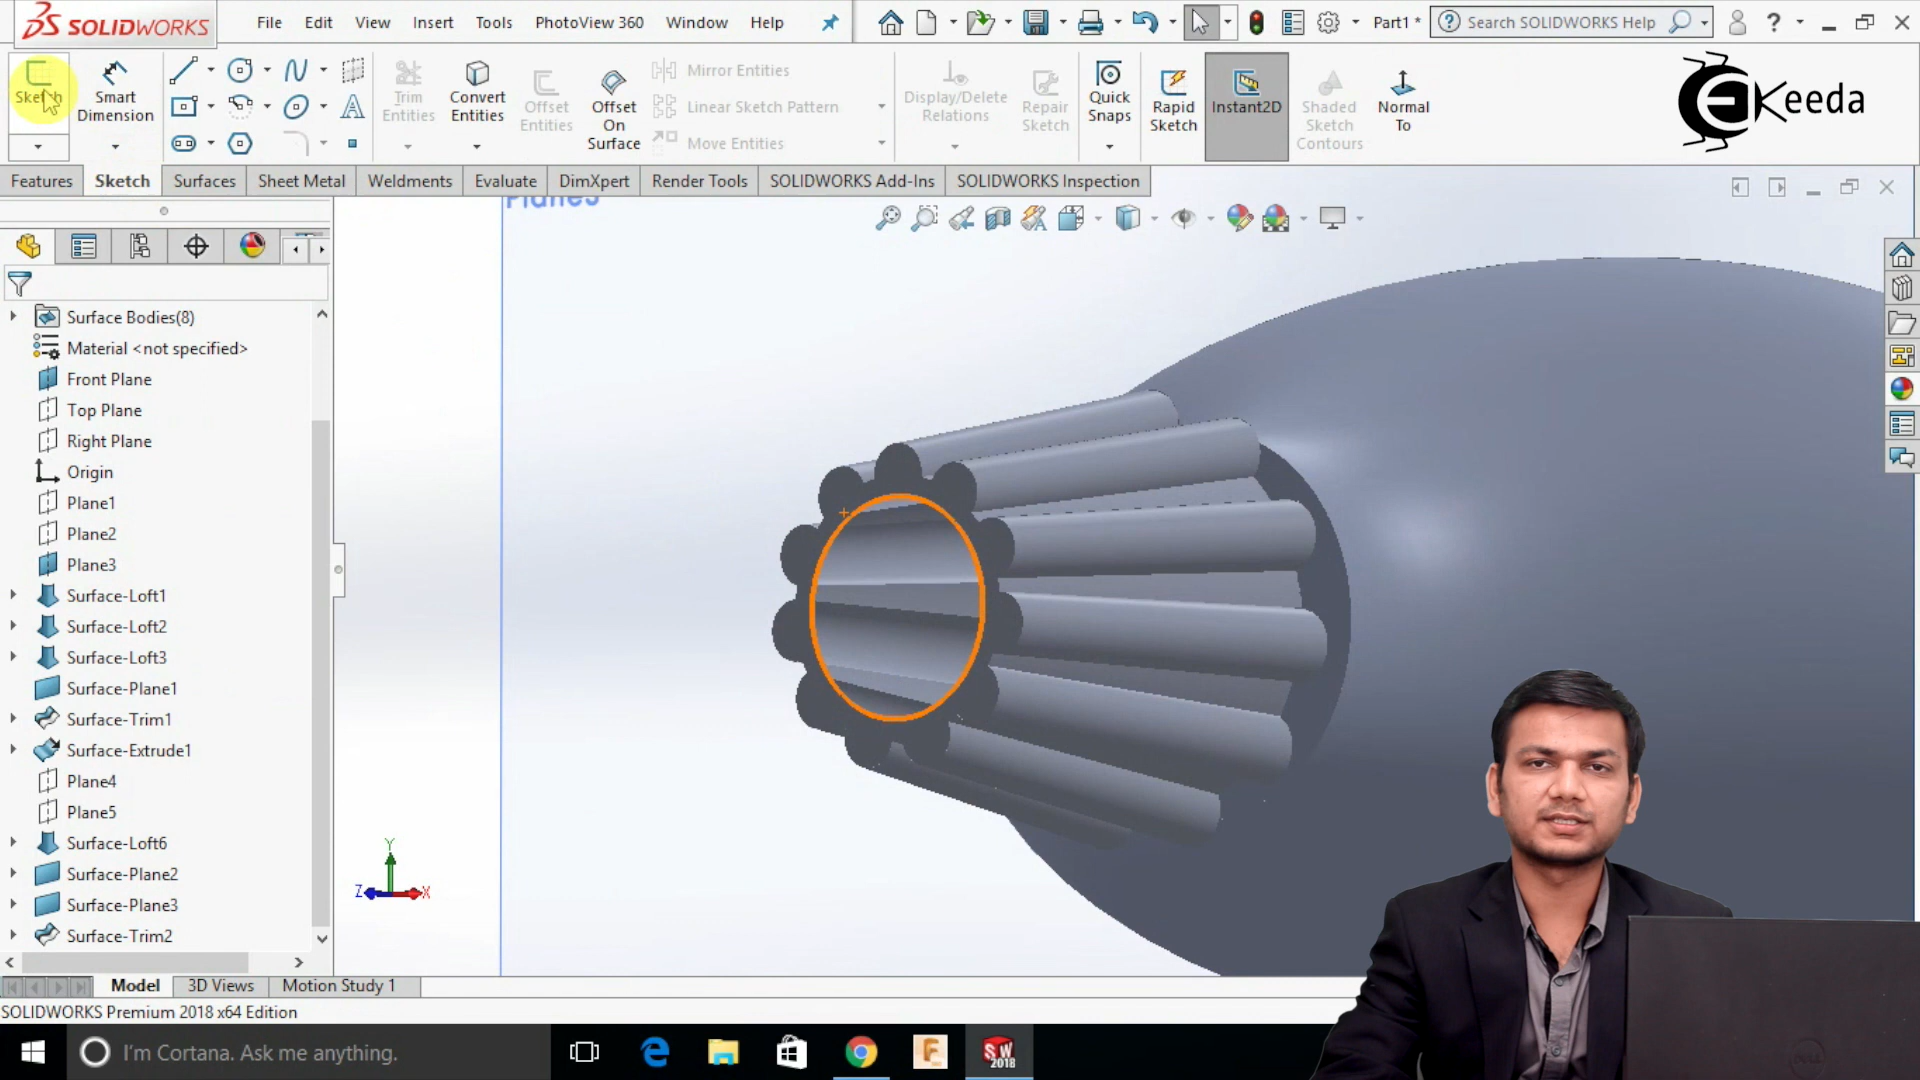 SOLIDWORKS
File
Edit
View
Insert
Tools
PhotoView 360
Window
Help
Part1 *
Search SOLIDWORKS Help
Sketch
Smart
Dimension
Trim
Entities
Convert
Entities
Offset
Entities
Offset
On
Surface
Mirror Entities
Linear Sketch Pattern
Move Entities
Display/Delete
Relations
Repair
Sketch
Quick
Snaps
Rapid
Sketch
Instant2D
Shaded
Sketch
Contours
Normal
To
EKeeda
Features
Sketch
Surfaces
Sheet Metal
Weldments
Evaluate
DimXpert
Render Tools
SOLIDWORKS Add-Ins
SOLIDWORKS Inspection
Plane3
Surface Bodies(8)
Material <not specified>
Front Plane
Top Plane
Right Plane
Origin
Plane1
Plane2
Plane3
Surface-Loft1
Surface-Loft2
Surface-Loft3
Surface-Plane1
Surface-Trim1
Surface-Extrude1
Plane4
Plane5
Surface-Loft6
Surface-Plane2
Surface-Plane3
Surface-Trim2
Y
Z
X
Model
3D Views
Motion Study 1
SOLIDWORKS Premium 2018 x64 Edition
I'm Cortana. Ask me anything.
SW
2018